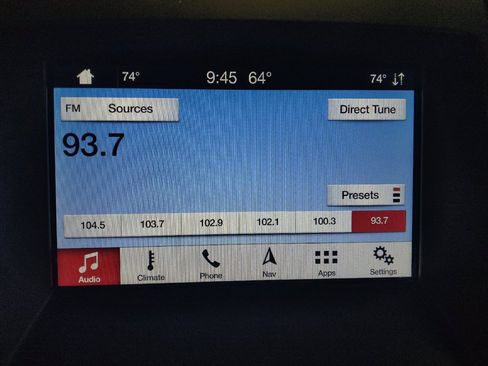 74° 9:45 64° 74°
FM Sources Direct Tune
93.7
Presets
104.5 103.7 102.9 102.1 100.3 93.7
Audio Climate Phone Nav Apps Settings